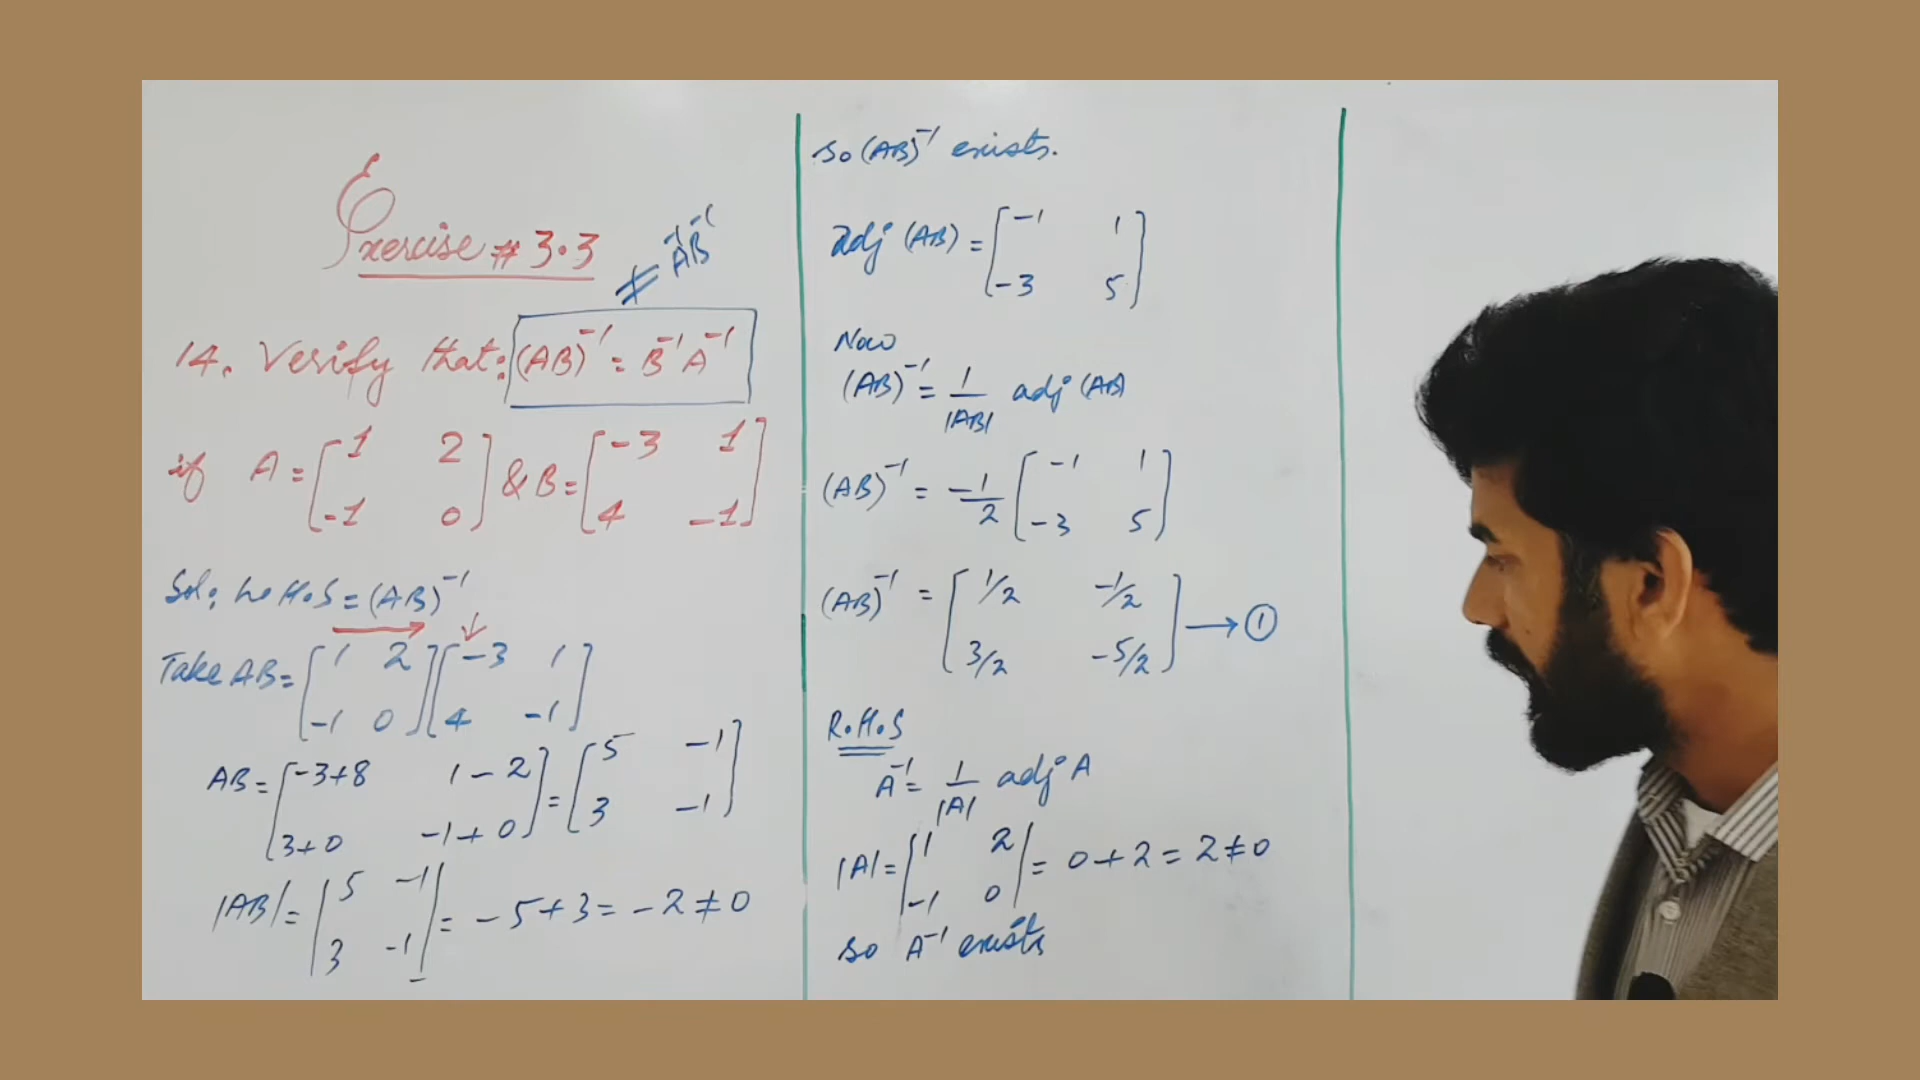 Exercise # 3.3
≠ A⁻¹B⁻¹
14. Verify that: (AB)⁻¹ = B⁻¹A⁻¹
if A = [1 2; -1 0] & B = [-3 1; 4 -1]
Sol: L.H.S = (AB)⁻¹
Take AB = [1 2; -1 0] [-3 1; 4 -1]
AB = [-3+8 1-2; 3+0 -1+0] = [5 -1; 3 -1]
|AB| = |5 -1; 3 -1| = -5+3 = -2 ≠ 0
So (AB)⁻¹ exists.
Adj (AB) = [-1 1; -3 5]
Now
(AB)⁻¹ = 1/|AB| adj (AB)
(AB)⁻¹ = -1/2 [-1 1; -3 5]
(AB)⁻¹ = [1/2 -1/2; 3/2 -5/2] → ①
R.H.S
A⁻¹ = 1/|A| adj A
|A| = |1 2; -1 0| = 0+2 = 2 ≠ 0
so A⁻¹ exists